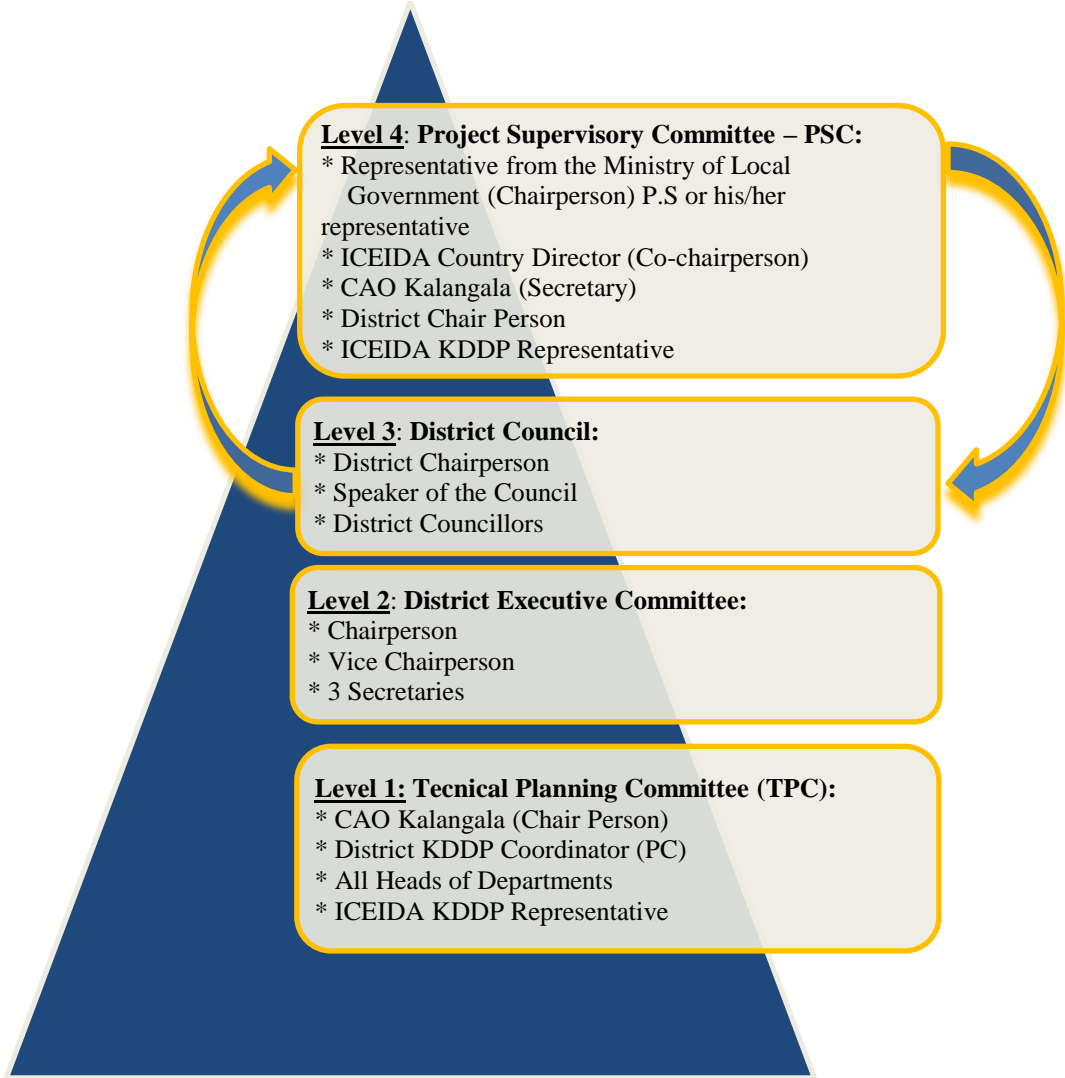 Level 4: Project Supervisory Committee – PSC:
* Representative from the Ministry of Local
Government (Chairperson) P.S or his/her
representative
* ICEIDA Country Director (Co-chairperson)
* CAO Kalangala (Secretary)
* District Chair Person
* ICEIDA KDDP Representative
Level 3: District Council:
* District Chairperson
* Speaker of the Council
* District Councillors
Level 2: District Executive Committee:
* Chairperson
* Vice Chairperson
* 3 Secretaries
Level 1: Tecnical Planning Committee (TPC):
* CAO Kalangala (Chair Person)
* District KDDP Coordinator (PC)
* All Heads of Departments
* ICEIDA KDDP Representative